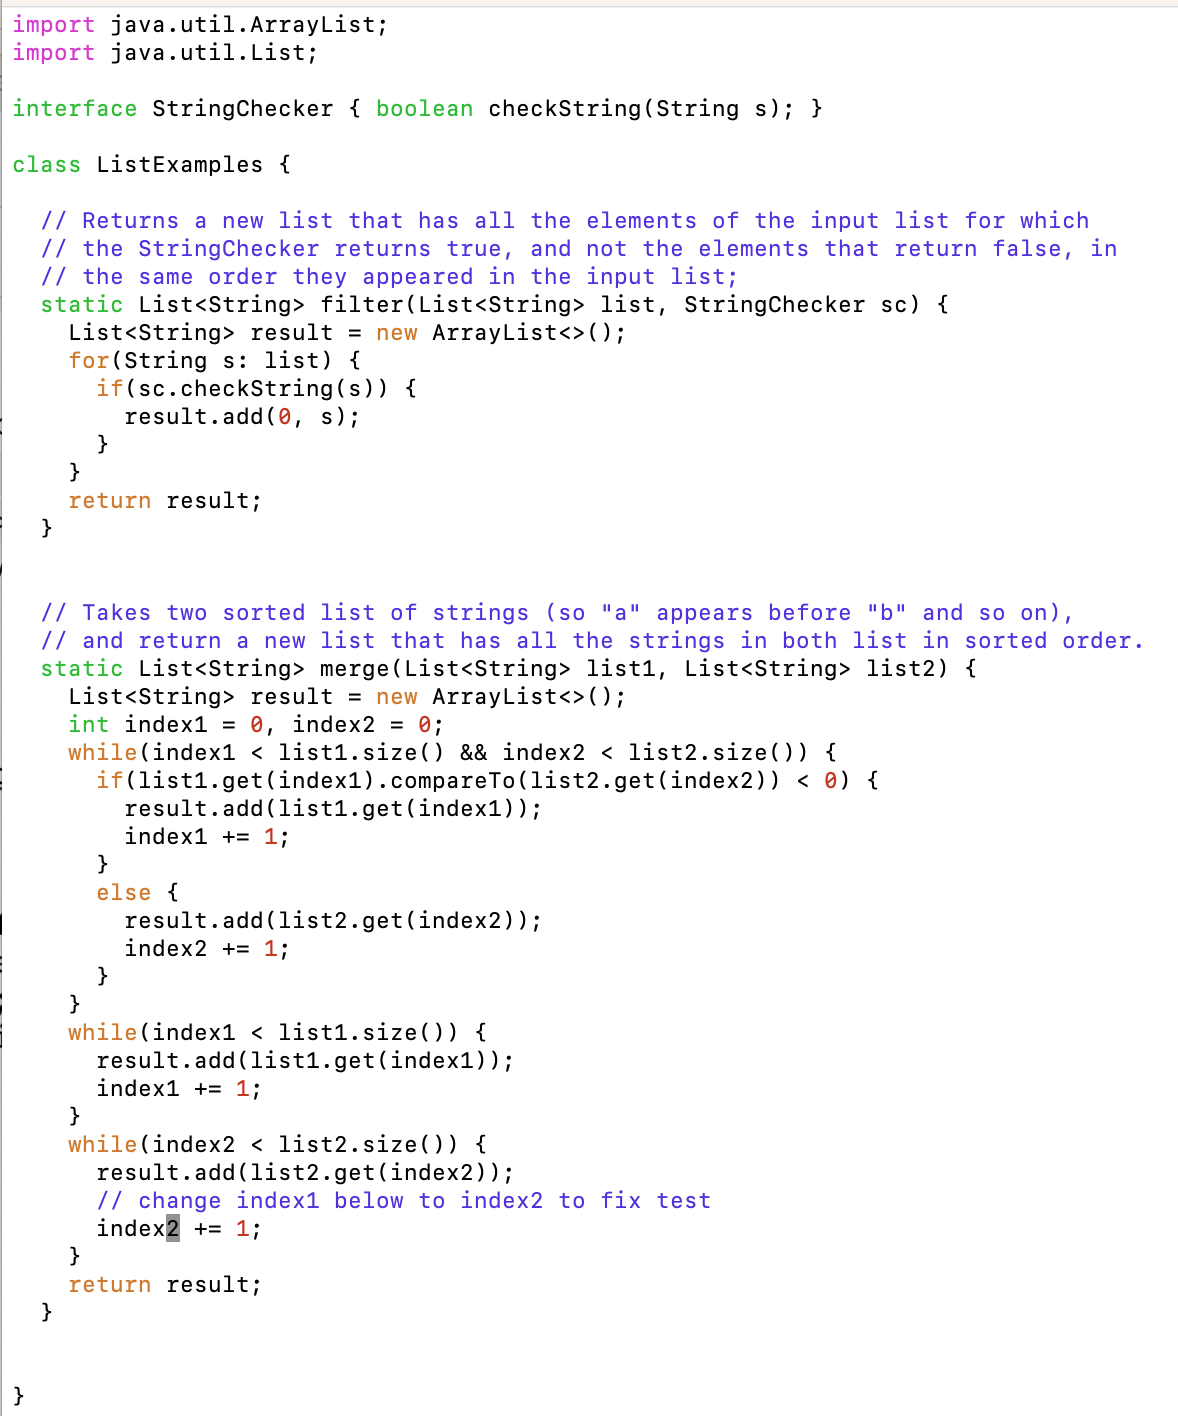 import java.util.ArrayList;
import java.util.List;

interface StringChecker { boolean checkString(String s); }

class ListExamples {

  // Returns a new list that has all the elements of the input list for which
  // the StringChecker returns true, and not the elements that return false, in
  // the same order they appeared in the input list;
  static List<String> filter(List<String> list, StringChecker sc) {
    List<String> result = new ArrayList<>();
    for(String s: list) {
      if(sc.checkString(s)) {
        result.add(0, s);
      }
    }
    return result;
  }


  // Takes two sorted list of strings (so "a" appears before "b" and so on),
  // and return a new list that has all the strings in both list in sorted order.
  static List<String> merge(List<String> list1, List<String> list2) {
    List<String> result = new ArrayList<>();
    int index1 = 0, index2 = 0;
    while(index1 < list1.size() && index2 < list2.size()) {
      if(list1.get(index1).compareTo(list2.get(index2)) < 0) {
        result.add(list1.get(index1));
        index1 += 1;
      }
      else {
        result.add(list2.get(index2));
        index2 += 1;
      }
    }
    while(index1 < list1.size()) {
      result.add(list1.get(index1));
      index1 += 1;
    }
    while(index2 < list2.size()) {
      result.add(list2.get(index2));
      // change index1 below to index2 to fix test
      index2 += 1;
    }
    return result;
  }


}